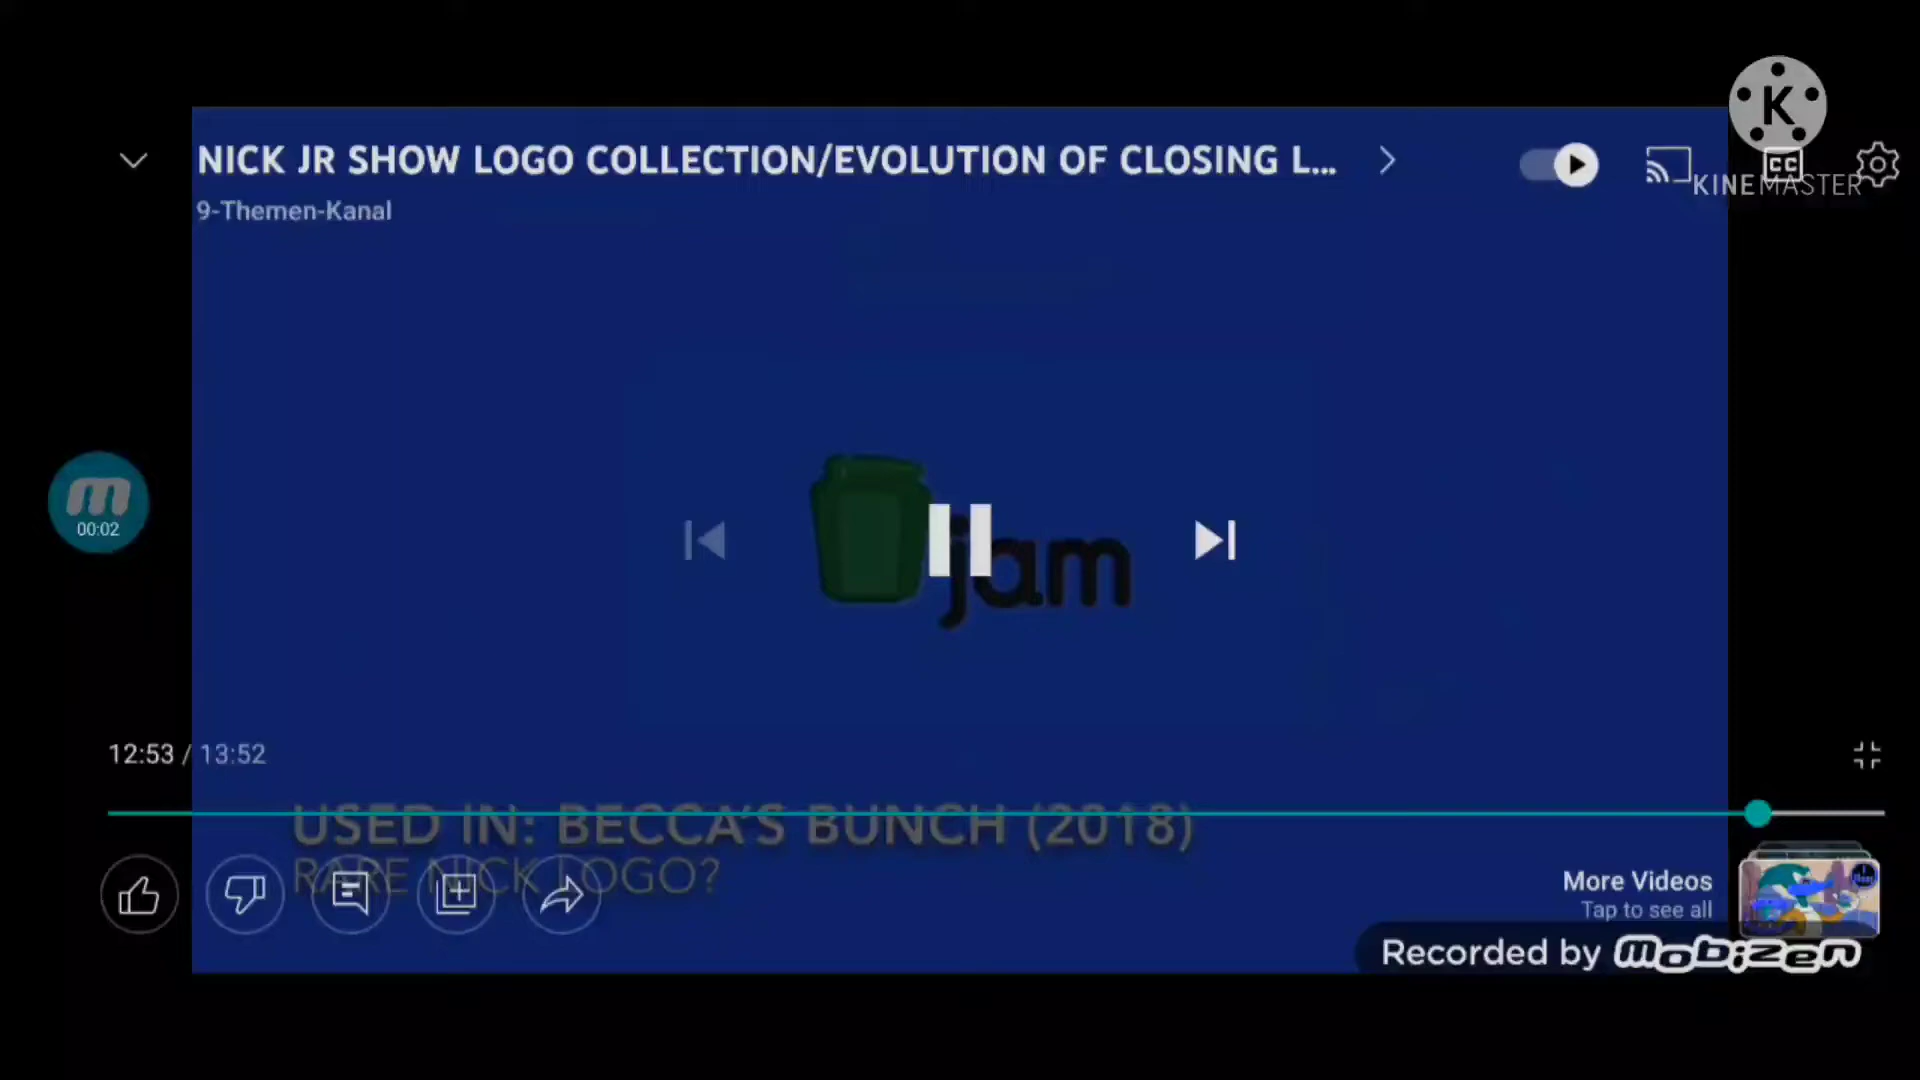 K
NICK JR SHOW LOGO COLLECTION/EVOLUTION OF CLOSING L...
CC
KINEMASTER
9-Themen-Kanal
m
00:02
jam
12:53 / 13:52
USED IN: BECCA'S BUNCH (2018)
RARE NICK LOGO?
More Videos
Tap to see all
Recorded by mobizen